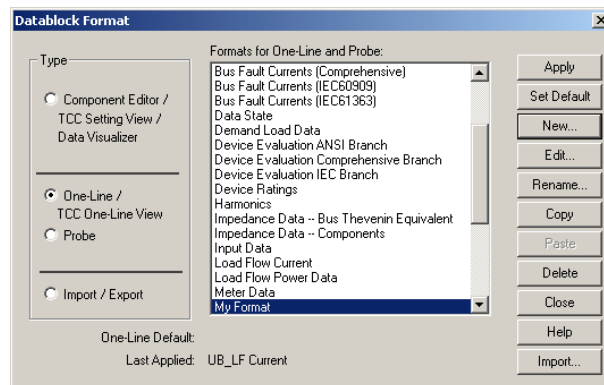 Datablock Format
Type
Component Editor /
TCC Setting View /
Data Visualizer
One-Line /
TCC One-Line View
Probe
Import / Export
Formats for One-Line and Probe:
Bus Fault Currents (Comprehensive)
Bus Fault Currents (IEC60909)
Bus Fault Currents (IEC61363)
Data State
Demand Load Data
Device Evaluation ANSI Branch
Device Evaluation Comprehensive Branch
Device Evaluation IEC Branch
Device Ratings
Harmonics
Impedance Data -- Bus Thevenin Equivalent
Impedance Data -- Components
Input Data
Load Flow Current
Load Flow Power Data
Meter Data
My Format
Apply
Set Default
New...
Edit...
Rename...
Copy
Paste
Delete
Close
Help
Import...
One-Line Default:
Last Applied: UB_LF Current